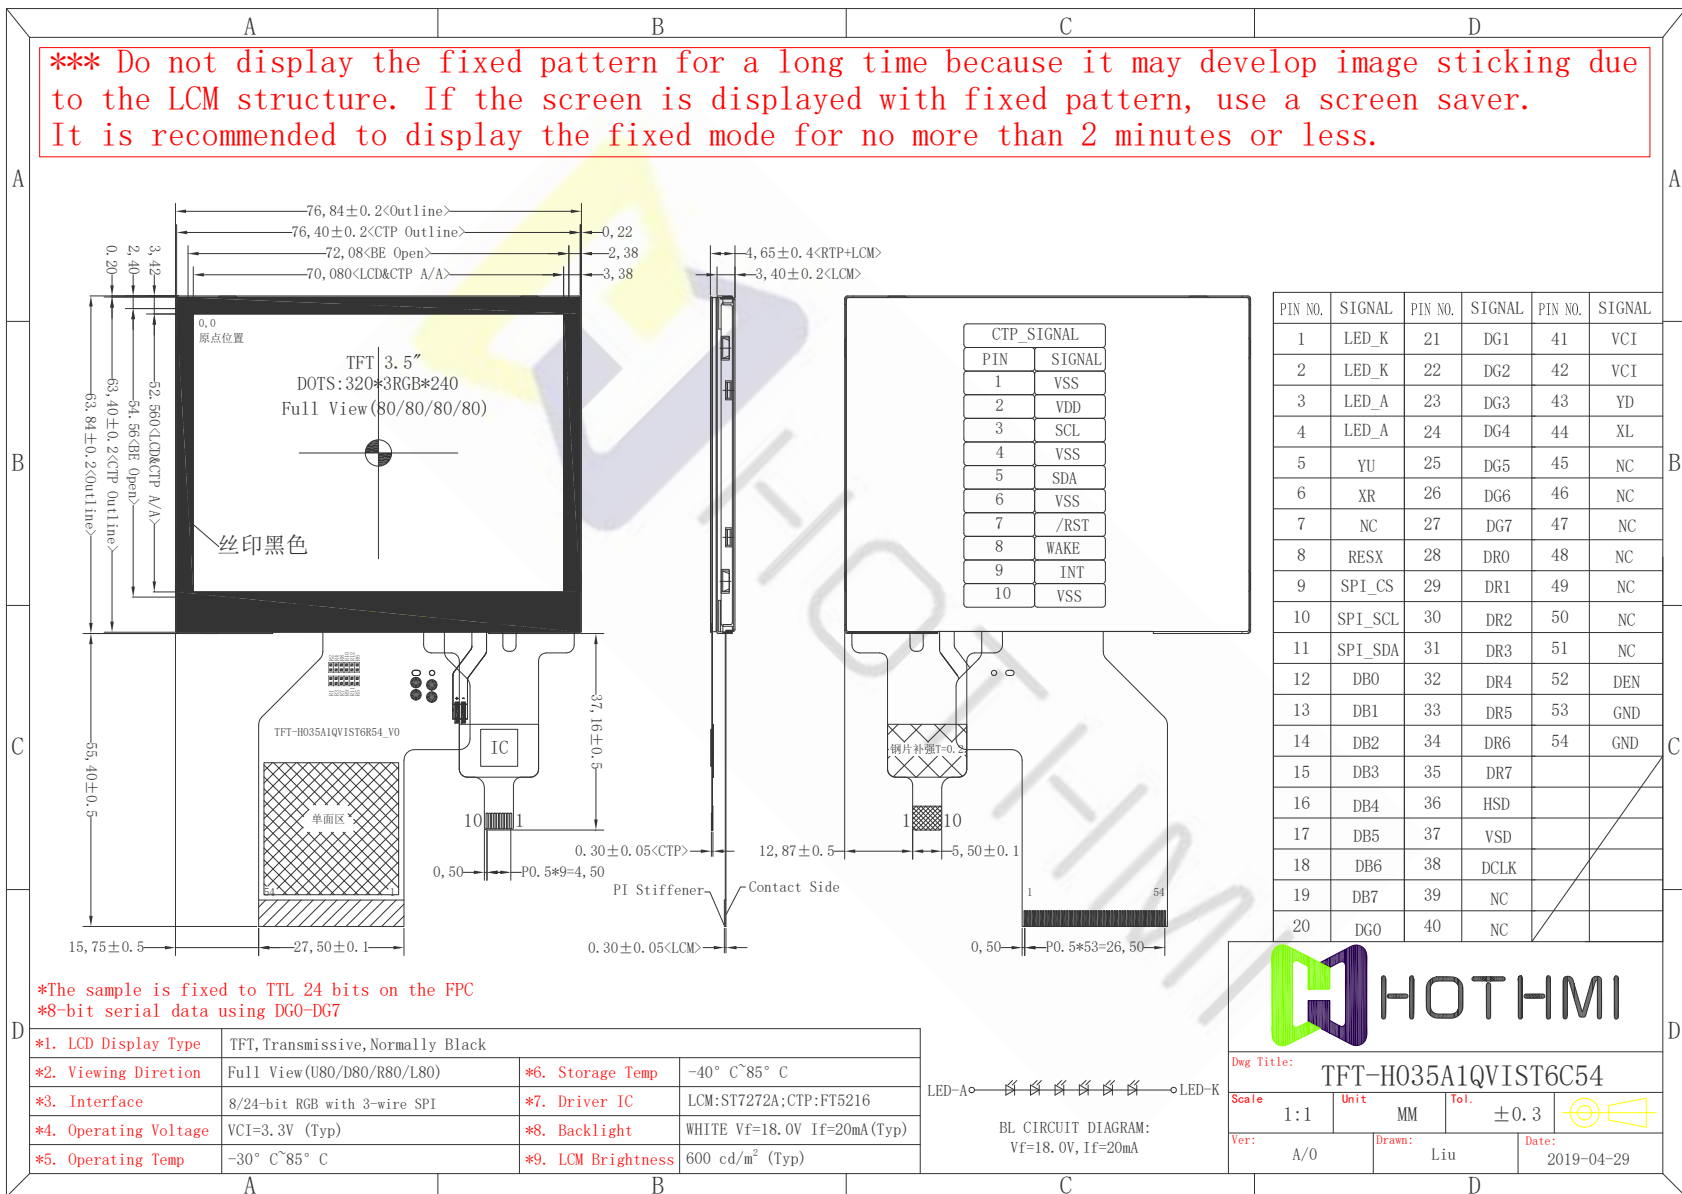 A
B
C
D
*** Do not display the fixed pattern for a long time because it may develop image sticking due
to the LCM structure. If the screen is displayed with fixed pattern, use a screen saver.
It is recommended to display the fixed mode for no more than 2 minutes or less.
A
A
76,84±0.2<Outline>
76,40±0.2<CTP Outline>
0,22
72,08<BE Open>
2,38
70,080<LCD&CTP A/A>
3,38
4,65±0.4<RTP+LCM>
3,40±0.2<LCM>
0.20
2,40
3,42
63.84±0.2<Outline>
63,40±0.2<CTP Outline>
54.56<BE Open>
52.560<LCD&CTP A/A>
0,0
原点位置
TFT 3.5″
DOTS:320*3RGB*240
Full View(80/80/80/80)
丝印黑色
CTP_SIGNAL
PIN SIGNAL
1 VSS
2 VDD
3 SCL
4 VSS
5 SDA
6 VSS
7 /RST
8 WAKE
9 INT
10 VSS
PIN NO. SIGNAL PIN NO. SIGNAL PIN NO. SIGNAL
1 LED_K 21 DG1 41 VCI
2 LED_K 22 DG2 42 VCI
3 LED_A 23 DG3 43 YD
4 LED_A 24 DG4 44 XL
5 YU 25 DG5 45 NC
6 XR 26 DG6 46 NC
7 NC 27 DG7 47 NC
8 RESX 28 DR0 48 NC
9 SPI_CS 29 DR1 49 NC
10 SPI_SCL 30 DR2 50 NC
11 SPI_SDA 31 DR3 51 NC
12 DB0 32 DR4 52 DEN
13 DB1 33 DR5 53 GND
14 DB2 34 DR6 54 GND
15 DB3 35 DR7
16 DB4 36 HSD
17 DB5 37 VSD
18 DB6 38 DCLK
19 DB7 39 NC
20 DG0 40 NC
B
B
C
C
HOTHMI
TFT-H035A1QVIST6R54_V0
IC
单面区
54 1
10 1
37,16±0.5
55,40±0.5
0,50
P0.5*9=4,50
15,75±0.5
27,50±0.1
0.30±0.05<CTP>
PI Stiffener
Contact Side
0.30±0.05<LCM>
钢片补强T=0.2
1 10
12,87±0.5
5,50±0.1
1 54
0,50
P0.5*53=26,50
*The sample is fixed to TTL 24 bits on the FPC
*8-bit serial data using DG0-DG7
D
D
*1. LCD Display Type TFT,Transmissive,Normally Black
*2. Viewing Diretion Full View(U80/D80/R80/L80) *6. Storage Temp -40° C~85° C
*3. Interface 8/24-bit RGB with 3-wire SPI *7. Driver IC LCM:ST7272A;CTP:FT5216
*4. Operating Voltage VCI=3.3V (Typ) *8. Backlight WHITE Vf=18.0V If=20mA(Typ)
*5. Operating Temp -30° C~85° C *9. LCM Brightness 600 cd/m² (Typ)
LED-A LED-K
BL CIRCUIT DIAGRAM:
Vf=18.0V,If=20mA
HOTHMI
Dwg Title: TFT-H035A1QVIST6C54
Scale 1:1 Unit MM Tol. ±0.3
Ver: A/0 Drawn: Liu Date: 2019-04-29
A
B
C
D